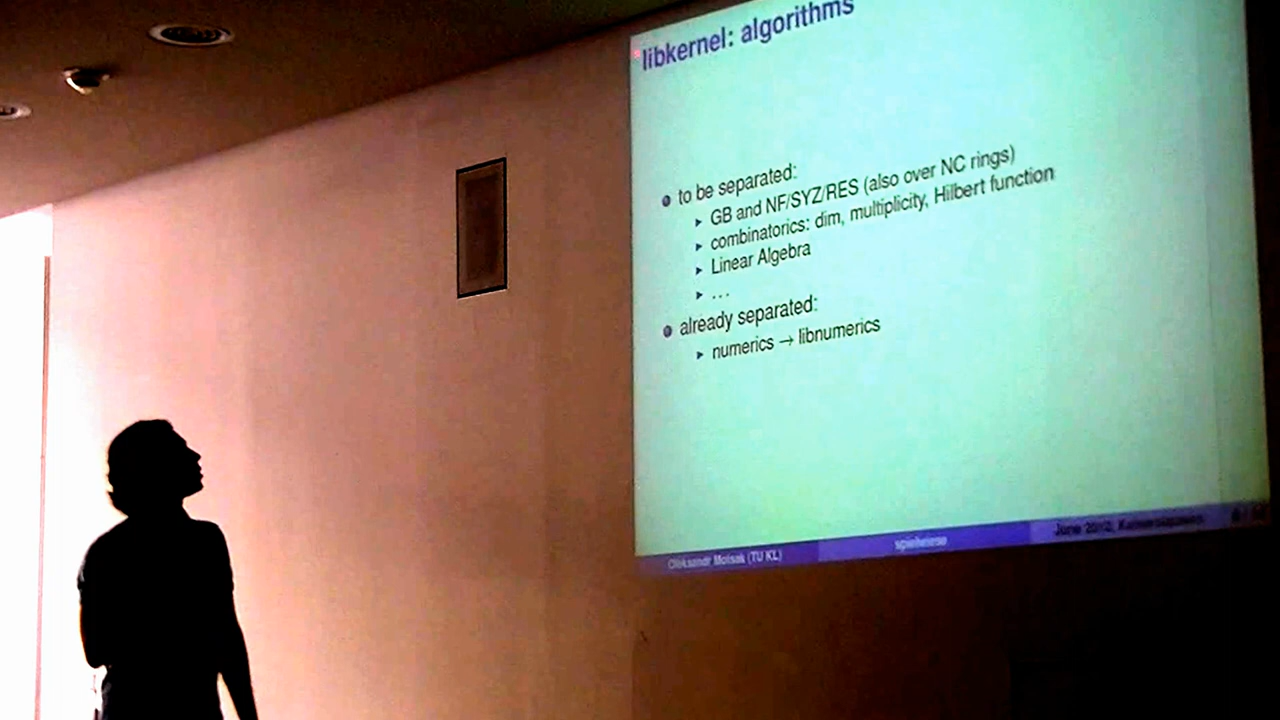 libkernel: algorithms
to be separated:
GB and NF/SYZ/RES (also over NC rings)
combinatorics: dim, multiplicity, Hilbert function
Linear Algebra
...
already separated:
numerics → libnumerics
Oleksandr Motsak (TU KL)
June 2012, Kaiserslautern